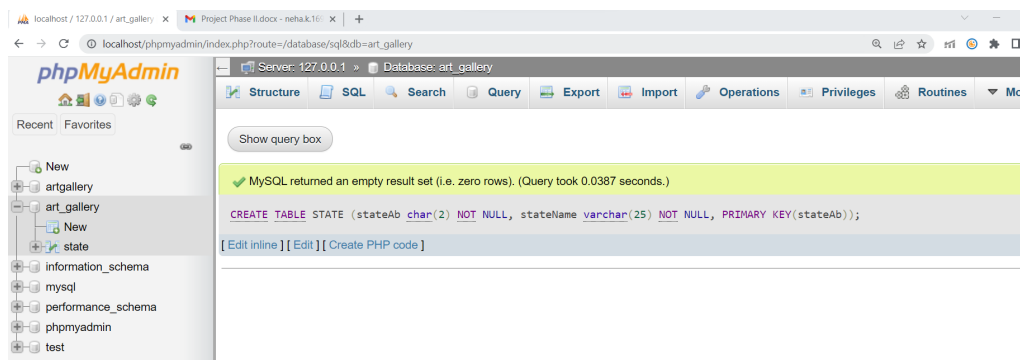 localhost / 127.0.0.1 / art_gallery
Project Phase II.docx - neha.k.16
localhost/phpmyadmin/index.php?route=/database/sql&db=art_gallery
phpMyAdmin
Recent Favorites
New
artgallery
art_gallery
New
state
information_schema
mysql
performance_schema
phpmyadmin
test
Server: 127.0.0.1 » Database: art_gallery
Structure SQL Search Query Export Import Operations Privileges Routines Mo
Show query box
MySQL returned an empty result set (i.e. zero rows). (Query took 0.0387 seconds.)
CREATE TABLE STATE (stateAb char(2) NOT NULL, stateName varchar(25) NOT NULL, PRIMARY KEY(stateAb));
[ Edit inline ] [ Edit ] [ Create PHP code ]